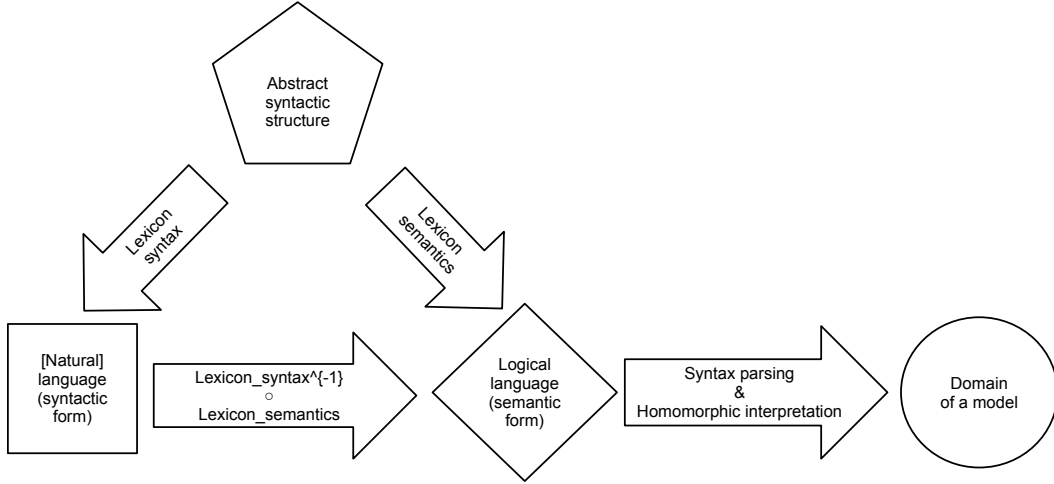 Abstract
syntactic
structure
Lexicon
syntax
Lexicon
semantics
[Natural]
language
(syntactic
form)
Lexicon_syntax^{-1}
○
Lexicon_semantics
Logical
language
(semantic
form)
Syntax parsing
&
Homomorphic interpretation
Domain
of a model